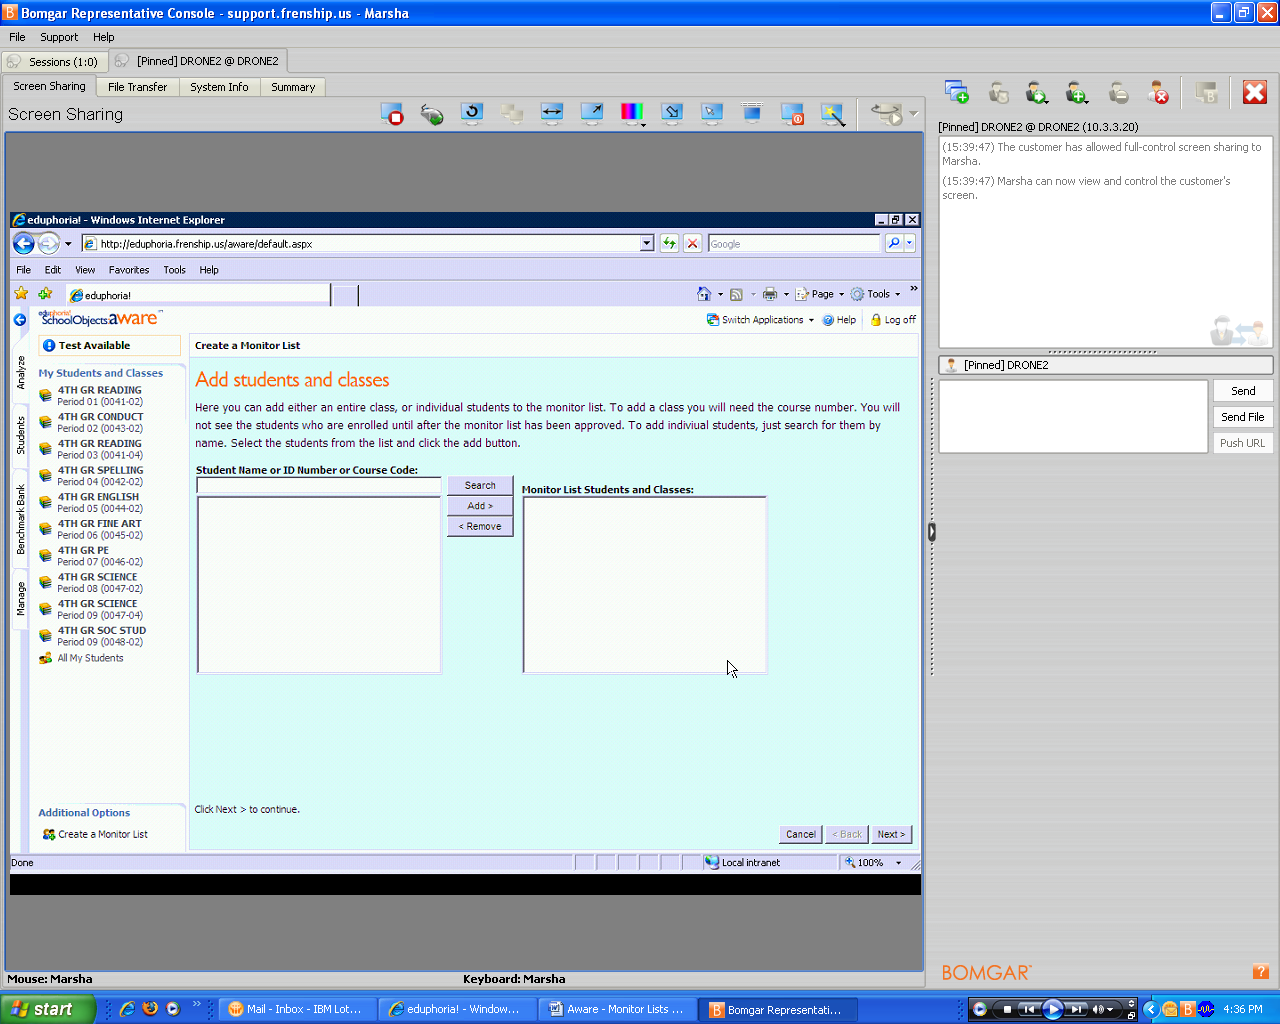 Bomgar Representative Console - support.frenship.us - Marsha
File Support Help
Sessions (1:0) [Pinned] DRONE2 @ DRONE2
Screen Sharing File Transfer System Info Summary
Screen Sharing
[Pinned] DRONE2 @ DRONE2 (10.3.3.20)
(15:39:47) The customer has allowed full-control screen sharing to
Marsha.
(15:39:47) Marsha can now view and control the customer's
screen.
[Pinned] DRONE2
Send
Send File
Push URL
eduphoria! - Windows Internet Explorer
http://eduphoria.frenship.us/aware/default.aspx
Google
File Edit View Favorites Tools Help
eduphoria!
Page Tools
eduphoria!
SchoolObjects:aware
Switch Applications Help Log off
Analyze
Students
Benchmark Bank
Manage
Test Available
My Students and Classes
4TH GR READING
Period 01 (0041-02)
4TH GR CONDUCT
Period 02 (0043-02)
4TH GR READING
Period 03 (0041-04)
4TH GR SPELLING
Period 04 (0042-02)
4TH GR ENGLISH
Period 05 (0044-02)
4TH GR FINE ART
Period 06 (0045-02)
4TH GR PE
Period 07 (0046-02)
4TH GR SCIENCE
Period 08 (0047-02)
4TH GR SCIENCE
Period 09 (0047-04)
4TH GR SOC STUD
Period 09 (0048-02)
All My Students
Additional Options
Create a Monitor List
Create a Monitor List
Add students and classes
Here you can add either an entire class, or individual students to the monitor list. To add a class you will need the course number. You will
not see the students who are enrolled until after the monitor list has been approved. To add indiviual students, just search for them by
name. Select the students from the list and click the add button.
Student Name or ID Number or Course Code:
Search
Add >
< Remove
Monitor List Students and Classes:
Click Next > to continue.
Cancel < Back Next >
Done Local intranet 100%
Mouse: Marsha Keyboard: Marsha
BOMGAR
start Mail - Inbox - IBM Lot... eduphoria! - Window... Aware - Monitor Lists ... Bomgar Representati... 4:36 PM